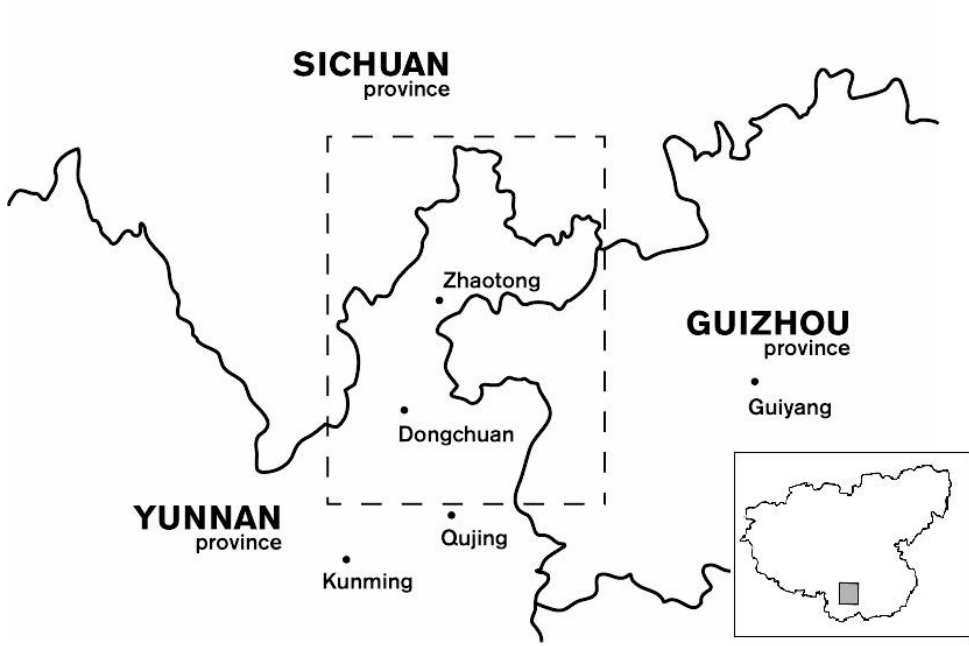 SICHUAN
province
Zhaotong
GUIZHOU
province
Guiyang
Dongchuan
YUNNAN
province
Qujing
Kunming